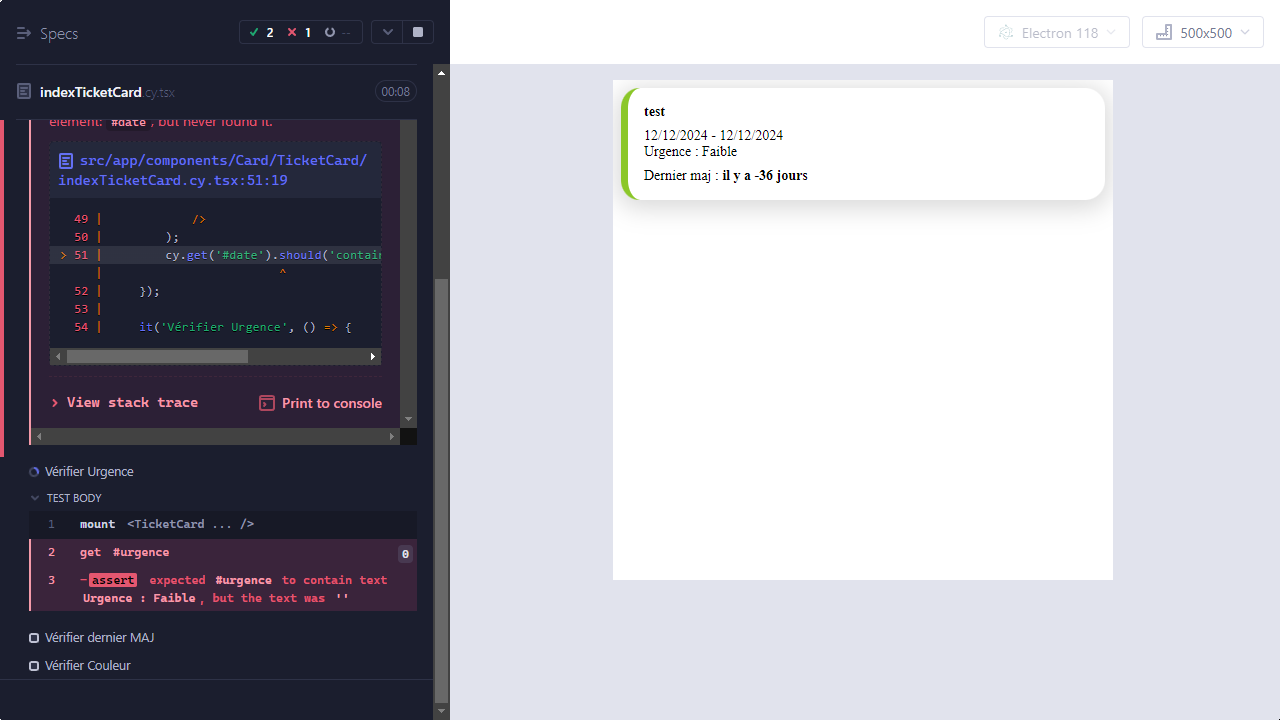 Specs
2
1
--
Electron 118
500x500
indexTicketCard.cy.tsx
00:08
element: #date, but never found it.
src/app/components/Card/TicketCard/
indexTicketCard.cy.tsx:51:19
49 | />
50 | );
> 51 | cy.get('#date').should('contain
| ^
52 | });
53 |
54 | it('Vérifier Urgence', () => {
> View stack trace
Print to console
Vérifier Urgence
TEST BODY
1 mount <TicketCard ... />
2 get #urgence 0
3 -assert expected #urgence to contain text
Urgence : Faible, but the text was ''
Vérifier dernier MAJ
Vérifier Couleur
test
12/12/2024 - 12/12/2024
Urgence : Faible
Dernier maj : il y a -36 jours